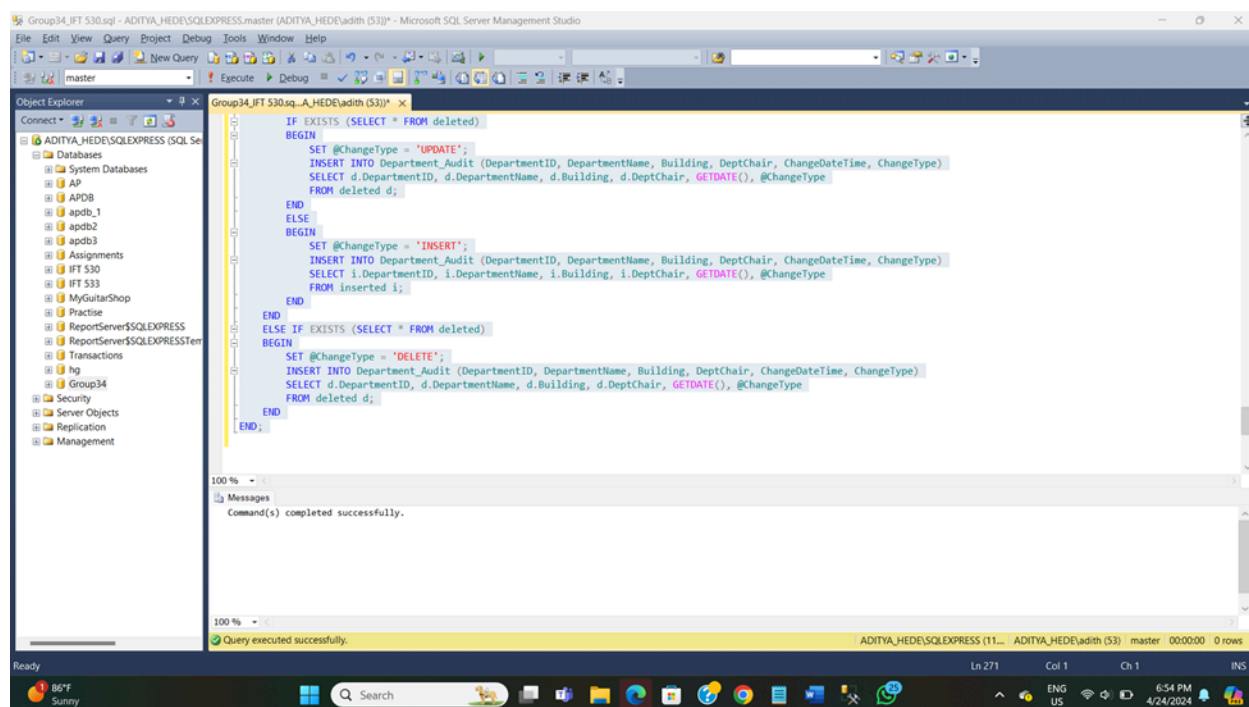 Group34_IFT 530.sql - ADITYA_HEDE\SQLEXPRESS.master (ADITYA_HEDE\adith (53))* - Microsoft SQL Server Management Studio
File Edit View Query Project Debug Tools Window Help
New Query
master Execute Debug
Object Explorer
Connect
ADITYA_HEDE\SQLEXPRESS (SQL Se
Databases
System Databases
AP
APDB
apdb_1
apdb2
apdb3
Assignments
IFT 530
IFT 533
MyGuitarShop
Practise
ReportServer$SQLEXPRESS
ReportServer$SQLEXPRESSTem
Transactions
hg
Group34
Security
Server Objects
Replication
Management
Group34_IFT 530.sq...A_HEDE\adith (53))*
IF EXISTS (SELECT * FROM deleted)
BEGIN
SET @ChangeType = 'UPDATE';
INSERT INTO Department_Audit (DepartmentID, DepartmentName, Building, DeptChair, ChangeDateTime, ChangeType)
SELECT d.DepartmentID, d.DepartmentName, d.Building, d.DeptChair, GETDATE(), @ChangeType
FROM deleted d;
END
ELSE
BEGIN
SET @ChangeType = 'INSERT';
INSERT INTO Department_Audit (DepartmentID, DepartmentName, Building, DeptChair, ChangeDateTime, ChangeType)
SELECT i.DepartmentID, i.DepartmentName, i.Building, i.DeptChair, GETDATE(), @ChangeType
FROM inserted i;
END
END
ELSE IF EXISTS (SELECT * FROM deleted)
BEGIN
SET @ChangeType = 'DELETE';
INSERT INTO Department_Audit (DepartmentID, DepartmentName, Building, DeptChair, ChangeDateTime, ChangeType)
SELECT d.DepartmentID, d.DepartmentName, d.Building, d.DeptChair, GETDATE(), @ChangeType
FROM deleted d;
END
END;
100 %
Messages
Command(s) completed successfully.
100 %
Query executed successfully. ADITYA_HEDE\SQLEXPRESS (11... ADITYA_HEDE\adith (53) master 00:00:00 0 rows
Ready Ln 271 Col 1 Ch 1 INS
1 86°F
Sunny
Search
25
ENG
US
6:54 PM
4/24/2024